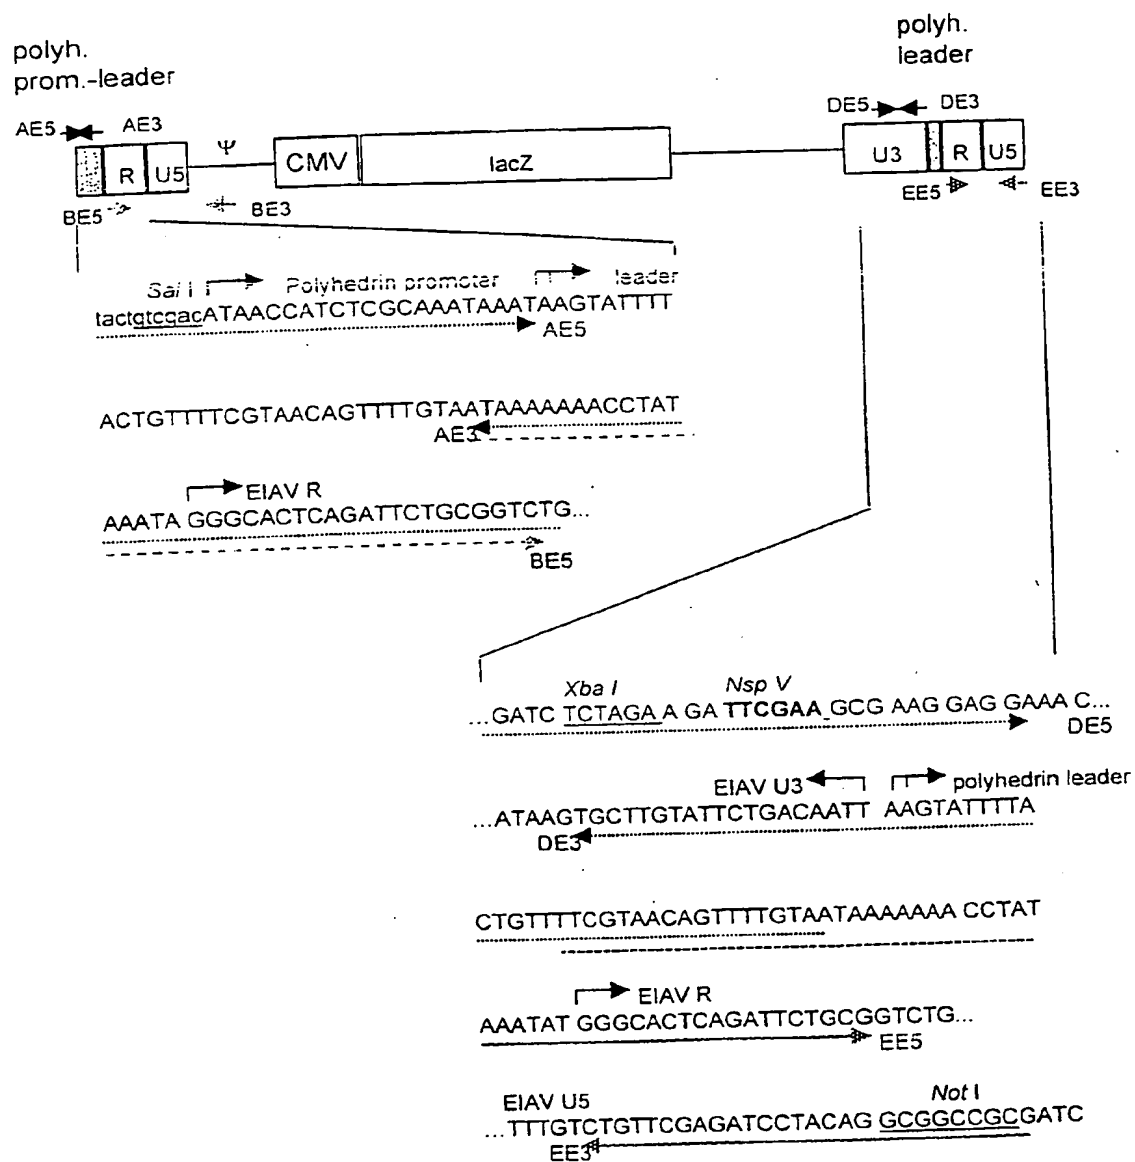 polyh.
prom.-leader
polyh.
leader
AE5 AE3
DE5 DE3
R U5 Ψ CMV lacZ U3 R U5
BE5 BE3
EE5 EE3
Sal I Polyhedrin promoter leader
tactgtcgacATAACCATCTCGCAAATAAATAAGTATTTT
AE5
ACTGTTTTCGTAACAGTTTTGTAATAAAAAAACCTAT
AE3
EIAV R
AAATA GGGCACTCAGATTCTGCGGTCTG...
BE5
Xba I Nsp V
...GATC TCTAGA A GA TTCGAA GCG AAG GAG GAAA C...
DE5
EIAV U3 polyhedrin leader
...ATAAGTGCTTGTATTCTGACAATT AAGTATTTTA
DE3
CTGTTTTCGTAACAGTTTTGTAATAAAAAAA CCTAT
EIAV R
AAATAT GGGCACTCAGATTCTGCGGTCTG...
EE5
EIAV U5 Not I
...TTTGTCTGTTCGAGATCCTACAG GCGGCCGCGATC
EE3